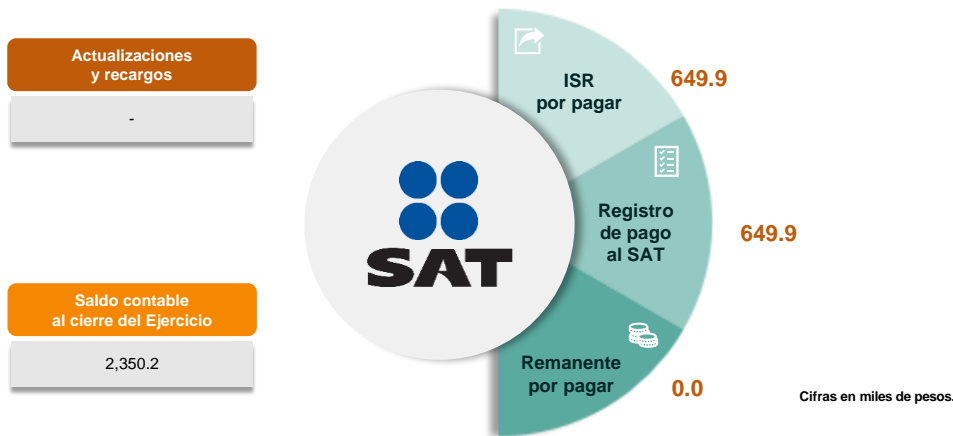 Actualizaciones
y recargos
-
Saldo contable
al cierre del Ejercicio
2,350.2
SAT
ISR
por pagar
649.9
Registro
de pago
al SAT
649.9
Remanente
por pagar
0.0
Cifras en miles de pesos.